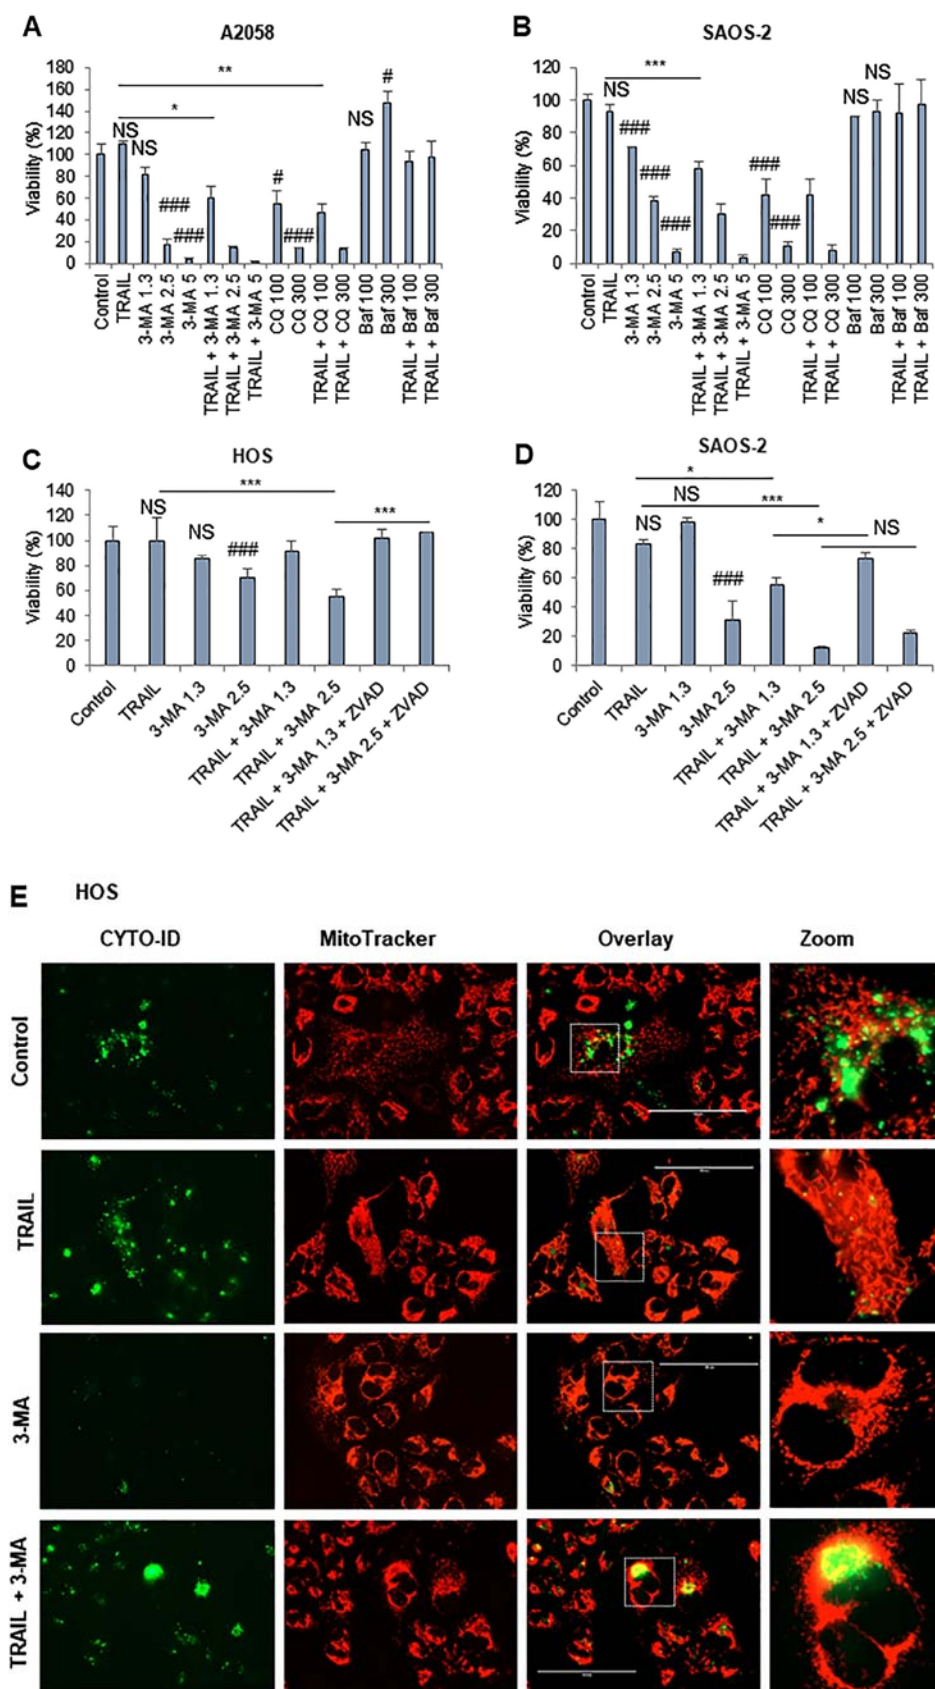 A
A2058
**
*
#
NS
NS
NS
###
###
#
###
Viability (%)
180
160
140
120
100
80
60
40
20
0
Control
TRAIL
3-MA 1.3
3-MA 2.5
3-MA 5
TRAIL + 3-MA 1.3
TRAIL + 3-MA 2.5
TRAIL + 3-MA 5
CQ 100
CQ 300
TRAIL + CQ 100
TRAIL + CQ 300
Baf 100
Baf 300
TRAIL + Baf 100
TRAIL + Baf 300
B
SAOS-2
***
NS
NS
NS
###
###
###
###
###
Viability (%)
120
100
80
60
40
20
0
Control
TRAIL
3-MA 1.3
3-MA 2.5
3-MA 5
TRAIL + 3-MA 1.3
TRAIL + 3-MA 2.5
TRAIL + 3-MA 5
CQ 100
CQ 300
TRAIL + CQ 100
TRAIL + CQ 300
Baf 100
Baf 300
TRAIL + Baf 100
TRAIL + Baf 300
C
HOS
***
***
NS
NS
###
Viability (%)
140
120
100
80
60
40
20
0
Control
TRAIL
3-MA 1.3
3-MA 2.5
TRAIL + 3-MA 1.3
TRAIL + 3-MA 2.5
TRAIL + 3-MA 1.3 + ZVAD
TRAIL + 3-MA 2.5 + ZVAD
D
SAOS-2
*
NS
***
*
NS
NS
###
Viability (%)
120
100
80
60
40
20
0
Control
TRAIL
3-MA 1.3
3-MA 2.5
TRAIL + 3-MA 1.3
TRAIL + 3-MA 2.5
TRAIL + 3-MA 1.3 + ZVAD
TRAIL + 3-MA 2.5 + ZVAD
E
HOS
CYTO-ID
MitoTracker
Overlay
Zoom
Control
TRAIL
3-MA
TRAIL + 3-MA